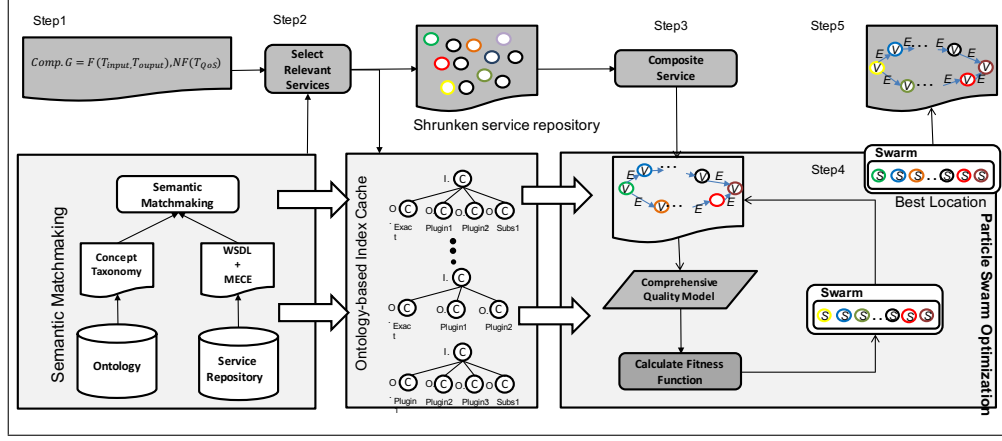 Step1
Step2
Step3
Step5
Comp.G = F(T_input,T_ouput),NF(T_QoS)
Select
Relevant
Services
Composite
Service
E V E ... V E
V V
E V ... V E
Shrunken service repository
Semantic Matchmaking
Semantic
Matchmaking
Concept
Taxonomy
WSDL
+
MECE
Ontology
Service
Repository
Ontology-based Index Cache
I. C
O. C O. C O. C O. C
Exac
t
Plugin1 Plugin2 Subs1
I. C
O. C O. C O. C
Exac
t
Plugin1 Plugin2
I. C
O. C O. C O. C O. C
Plugin
1
Plugin2 Plugin3 Subs1
Step4
E V E ... V E
V V
E V ... E
Comprehensive
Quality Model
Calculate Fitness
Function
Swarm
S S S ... S S S
Best Location
Swarm
S S S ... S S S
Particle Swarm Optimization